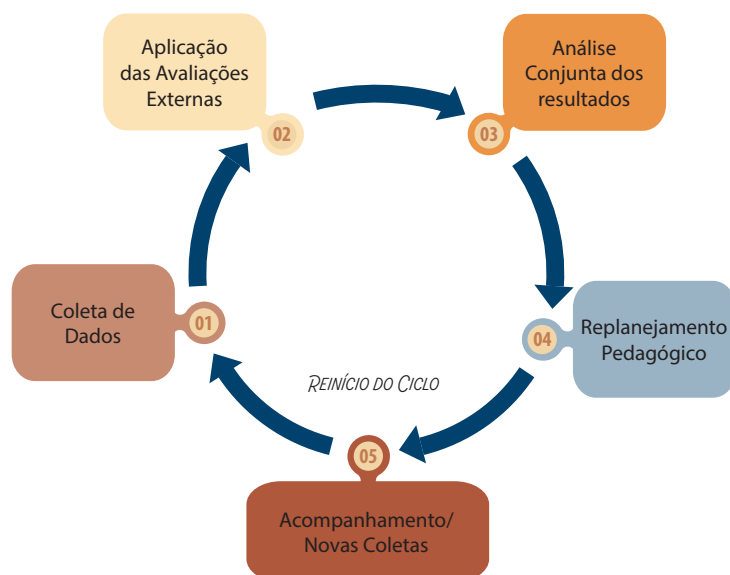 01
Coleta de
Dados
02
Aplicação
das Avaliações
Externas
03
Análise
Conjunta dos
resultados
04
Replanejamento
Pedagógico
05
Acompanhamento/
Novas Coletas
REINÍCIO DO CICLO